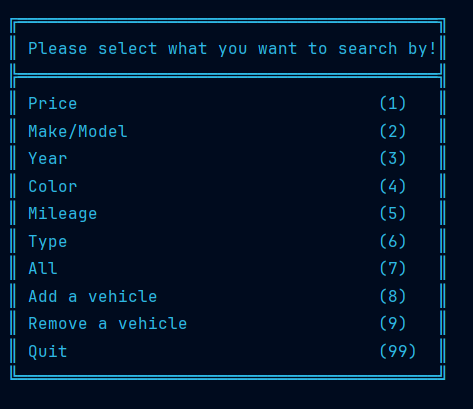 Please select what you want to search by!
Price (1)
Make/Model (2)
Year (3)
Color (4)
Mileage (5)
Type (6)
All (7)
Add a vehicle (8)
Remove a vehicle (9)
Quit (99)